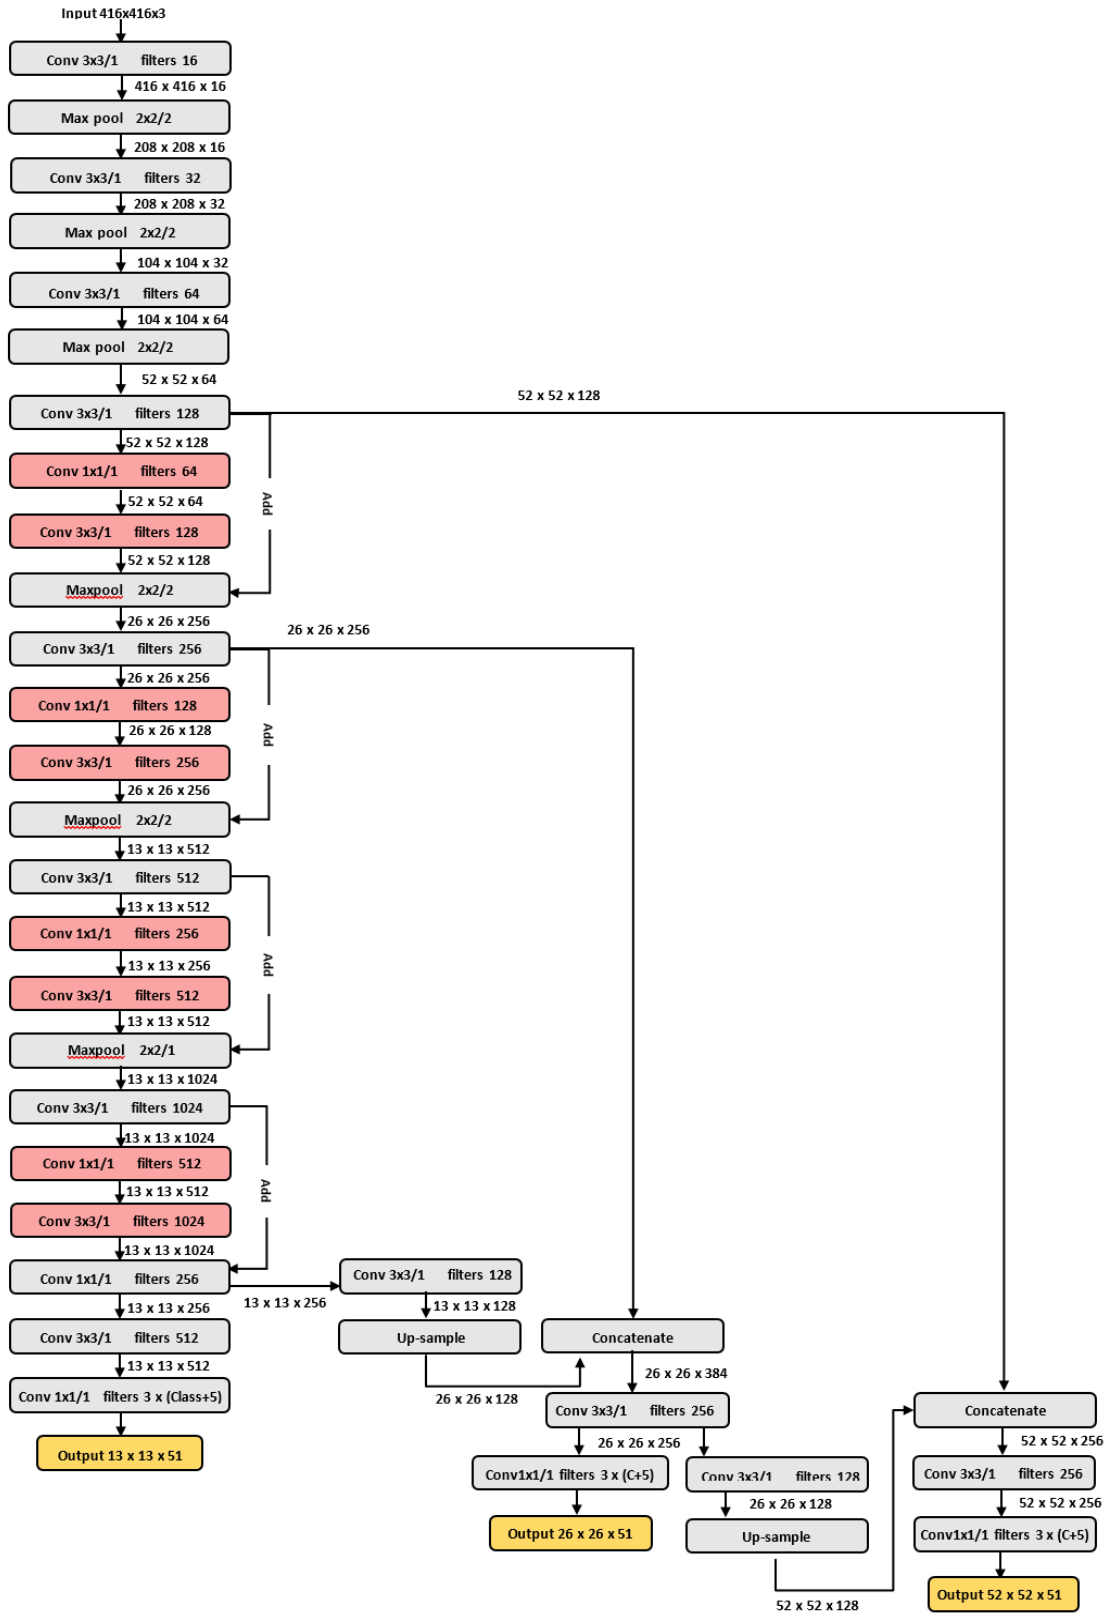 Input 416x416x3
Conv 3x3/1 filters 16
416 x 416 x 16
Max pool 2x2/2
208 x 208 x 16
Conv 3x3/1 filters 32
208 x 208 x 32
Max pool 2x2/2
104 x 104 x 32
Conv 3x3/1 filters 64
104 x 104 x 64
Max pool 2x2/2
52 x 52 x 64
Conv 3x3/1 filters 128
52 x 52 x 128
52 x 52 x 128
Conv 1x1/1 filters 64
52 x 52 x 64
Add
Conv 3x3/1 filters 128
52 x 52 x 128
Maxpool 2x2/2
26 x 26 x 256
Conv 3x3/1 filters 256
26 x 26 x 256
26 x 26 x 256
Conv 1x1/1 filters 128
26 x 26 x 128
Add
Conv 3x3/1 filters 256
26 x 26 x 256
Maxpool 2x2/2
13 x 13 x 512
Conv 3x3/1 filters 512
13 x 13 x 512
Conv 1x1/1 filters 256
13 x 13 x 256
Add
Conv 3x3/1 filters 512
13 x 13 x 512
Maxpool 2x2/1
13 x 13 x 1024
Conv 3x3/1 filters 1024
13 x 13 x 1024
Conv 1x1/1 filters 512
13 x 13 x 512
Add
Conv 3x3/1 filters 1024
13 x 13 x 1024
Conv 1x1/1 filters 256
13 x 13 x 256
Conv 3x3/1 filters 512
13 x 13 x 512
Conv 1x1/1 filters 3 x (Class+5)
Output 13 x 13 x 51
13 x 13 x 256
Conv 3x3/1 filters 128
13 x 13 x 128
Up-sample
26 x 26 x 128
Concatenate
26 x 26 x 384
Conv 3x3/1 filters 256
26 x 26 x 256
Conv1x1/1 filters 3 x (C+5)
Output 26 x 26 x 51
Conv 3x3/1 filters 128
26 x 26 x 128
Up-sample
52 x 52 x 128
Concatenate
52 x 52 x 256
Conv 3x3/1 filters 256
52 x 52 x 256
Conv1x1/1 filters 3 x (C+5)
Output 52 x 52 x 51